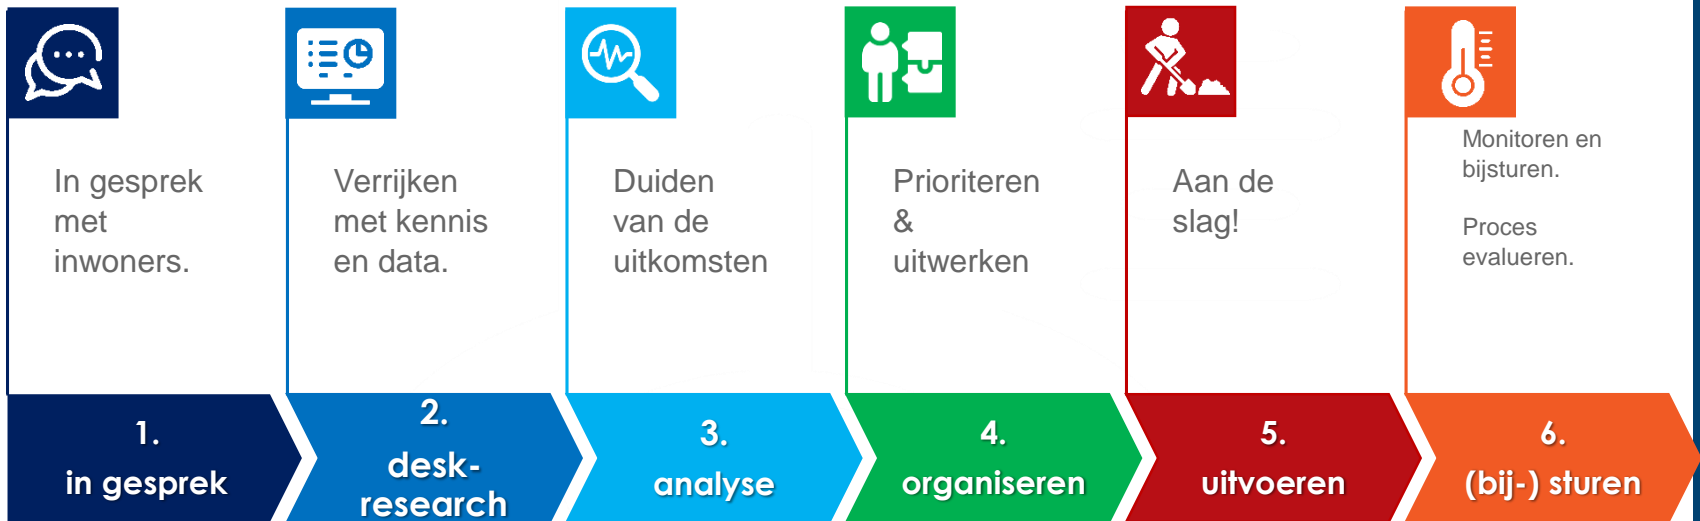 In gesprek
met
inwoners.
Verrijken
met kennis
en data.
Duiden
van de
uitkomsten
Prioriteren
&
uitwerken
Aan de
slag!
Monitoren en
bijsturen.
Proces
evalueren.
1.
in gesprek
2.
desk-
research
3.
analyse
4.
organiseren
5.
uitvoeren
6.
(bij-) sturen